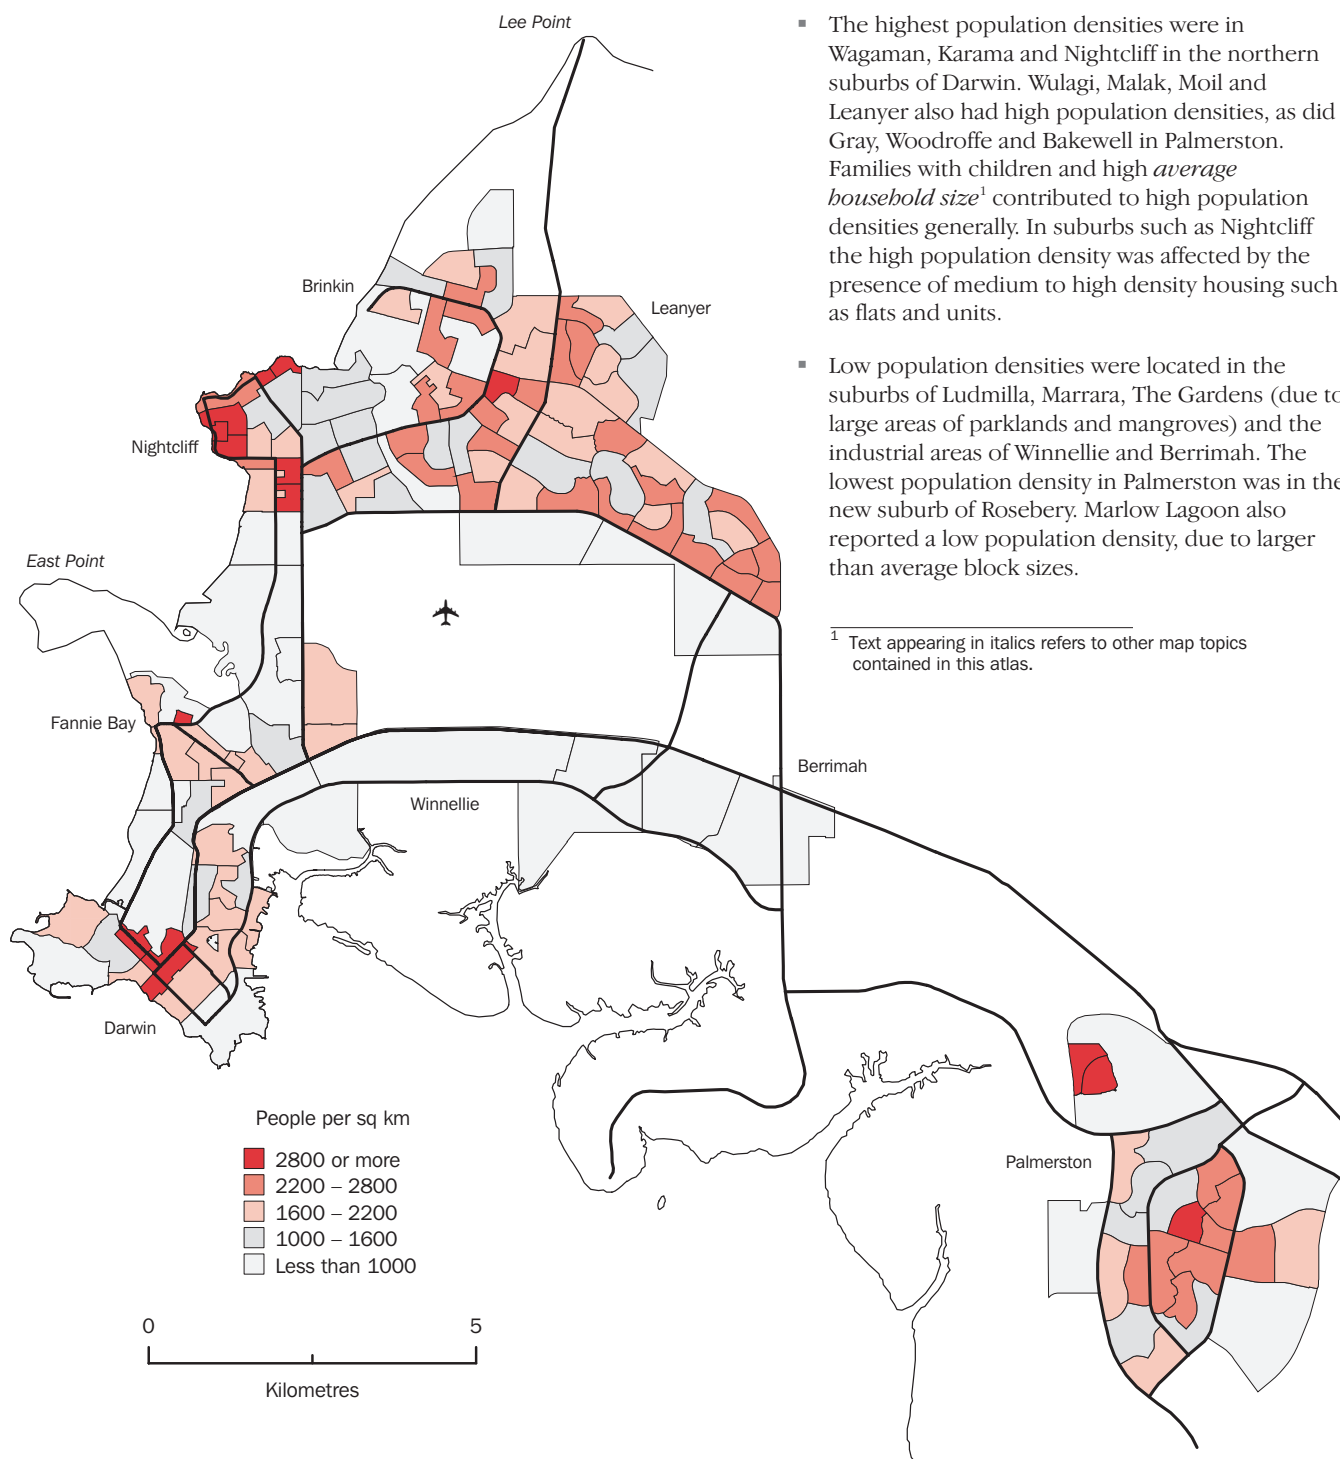 Lee Point
▪ The highest population densities were in
Wagaman, Karama and Nightcliff in the northern
suburbs of Darwin. Wulagi, Malak, Moil and
Leanyer also had high population densities, as did
Gray, Woodroffe and Bakewell in Palmerston.
Families with children and high average
household size1 contributed to high population
densities generally. In suburbs such as Nightcliff
the high population density was affected by the
presence of medium to high density housing such
as flats and units.
▪ Low population densities were located in the
suburbs of Ludmilla, Marrara, The Gardens (due to
large areas of parklands and mangroves) and the
industrial areas of Winnellie and Berrimah. The
lowest population density in Palmerston was in the
new suburb of Rosebery. Marlow Lagoon also
reported a low population density, due to larger
than average block sizes.
1 Text appearing in italics refers to other map topics
contained in this atlas.
Brinkin
Leanyer
Nightcliff
East Point
Fannie Bay
Berrimah
Winnellie
Darwin
Palmerston
People per sq km
2800 or more
2200 – 2800
1600 – 2200
1000 – 1600
Less than 1000
0 5
Kilometres